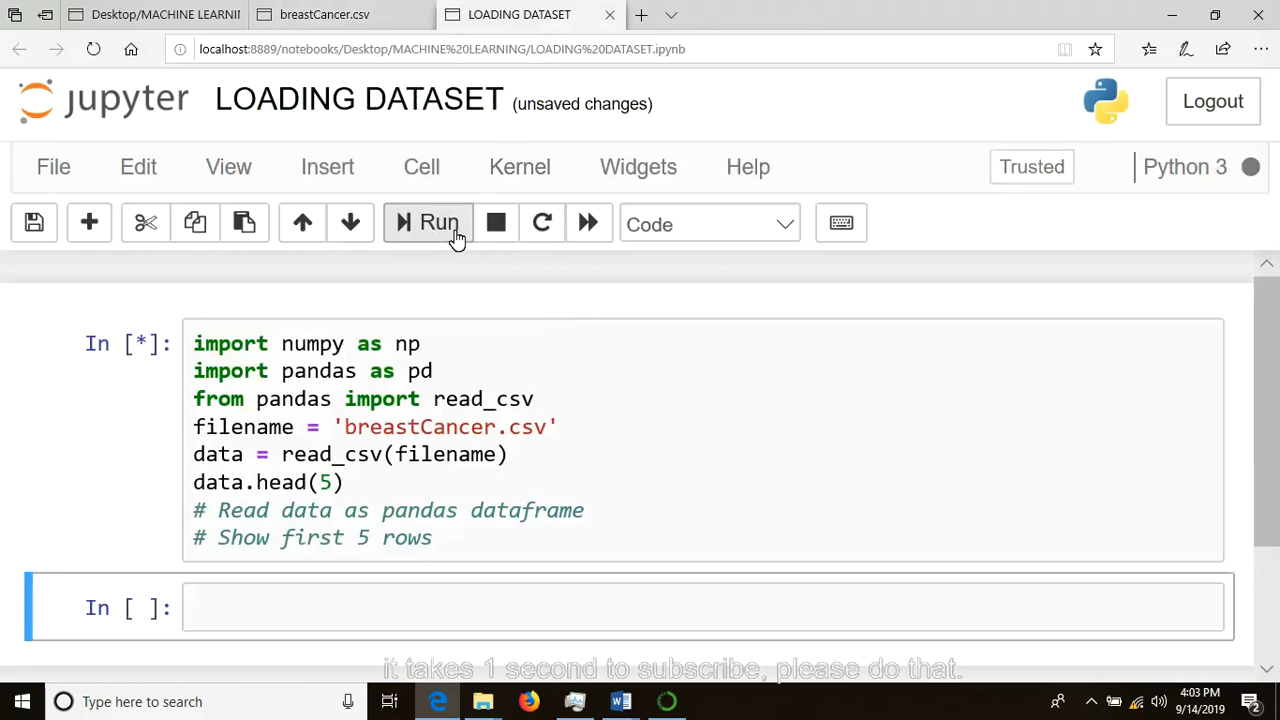 Desktop/MACHINE LEARNIN
breastCancer.csv
LOADING DATASET
localhost:8889/notebooks/Desktop/MACHINE%20LEARNING/LOADING%20DATASET.ipynb
jupyter LOADING DATASET (unsaved changes)
Logout
File Edit View Insert Cell Kernel Widgets Help Trusted Python 3
Run Code
In [*]:
import numpy as np
import pandas as pd
from pandas import read_csv
filename = 'breastCancer.csv'
data = read_csv(filename)
data.head(5)
# Read data as pandas dataframe
# Show first 5 rows
In [ ]:
it takes 1 second to subscribe, please do that.
Type here to search
4:03 PM
9/14/2019
2